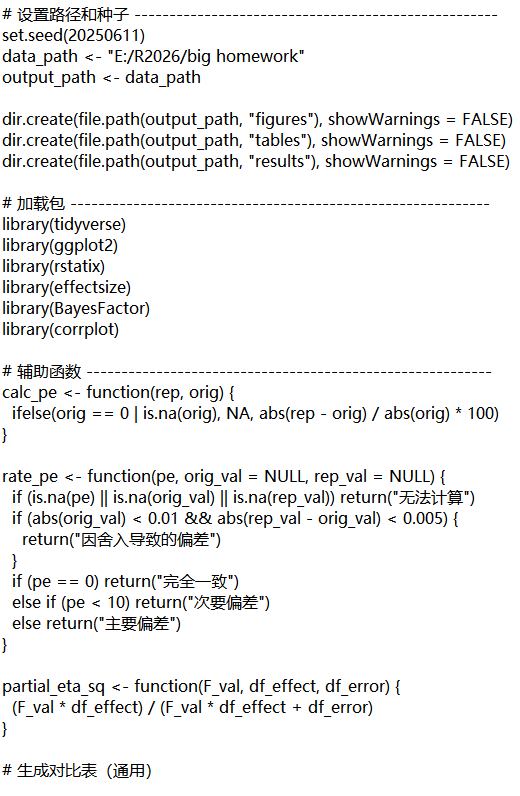 # 设置路径和种子 ----------------------------------------------------
set.seed(20250611)
data_path <- "E:/R2026/big homework"
output_path <- data_path
dir.create(file.path(output_path, "figures"), showWarnings = FALSE)
dir.create(file.path(output_path, "tables"), showWarnings = FALSE)
dir.create(file.path(output_path, "results"), showWarnings = FALSE)
# 加载包 ------------------------------------------------------------
library(tidyverse)
library(ggplot2)
library(rstatix)
library(effectsize)
library(BayesFactor)
library(corrplot)
# 辅助函数 ----------------------------------------------------------
calc_pe <- function(rep, orig) {
  ifelse(orig == 0 | is.na(orig), NA, abs(rep - orig) / abs(orig) * 100)
}
rate_pe <- function(pe, orig_val = NULL, rep_val = NULL) {
  if (is.na(pe) || is.na(orig_val) || is.na(rep_val)) return("无法计算")
  if (abs(orig_val) < 0.01 && abs(rep_val - orig_val) < 0.005) {
    return("因舍入导致的偏差")
  }
  if (pe == 0) return("完全一致")
  else if (pe < 10) return("次要偏差")
  else return("主要偏差")
}
partial_eta_sq <- function(F_val, df_effect, df_error) {
  (F_val * df_effect) / (F_val * df_effect + df_error)
}
# 生成对比表（通用）